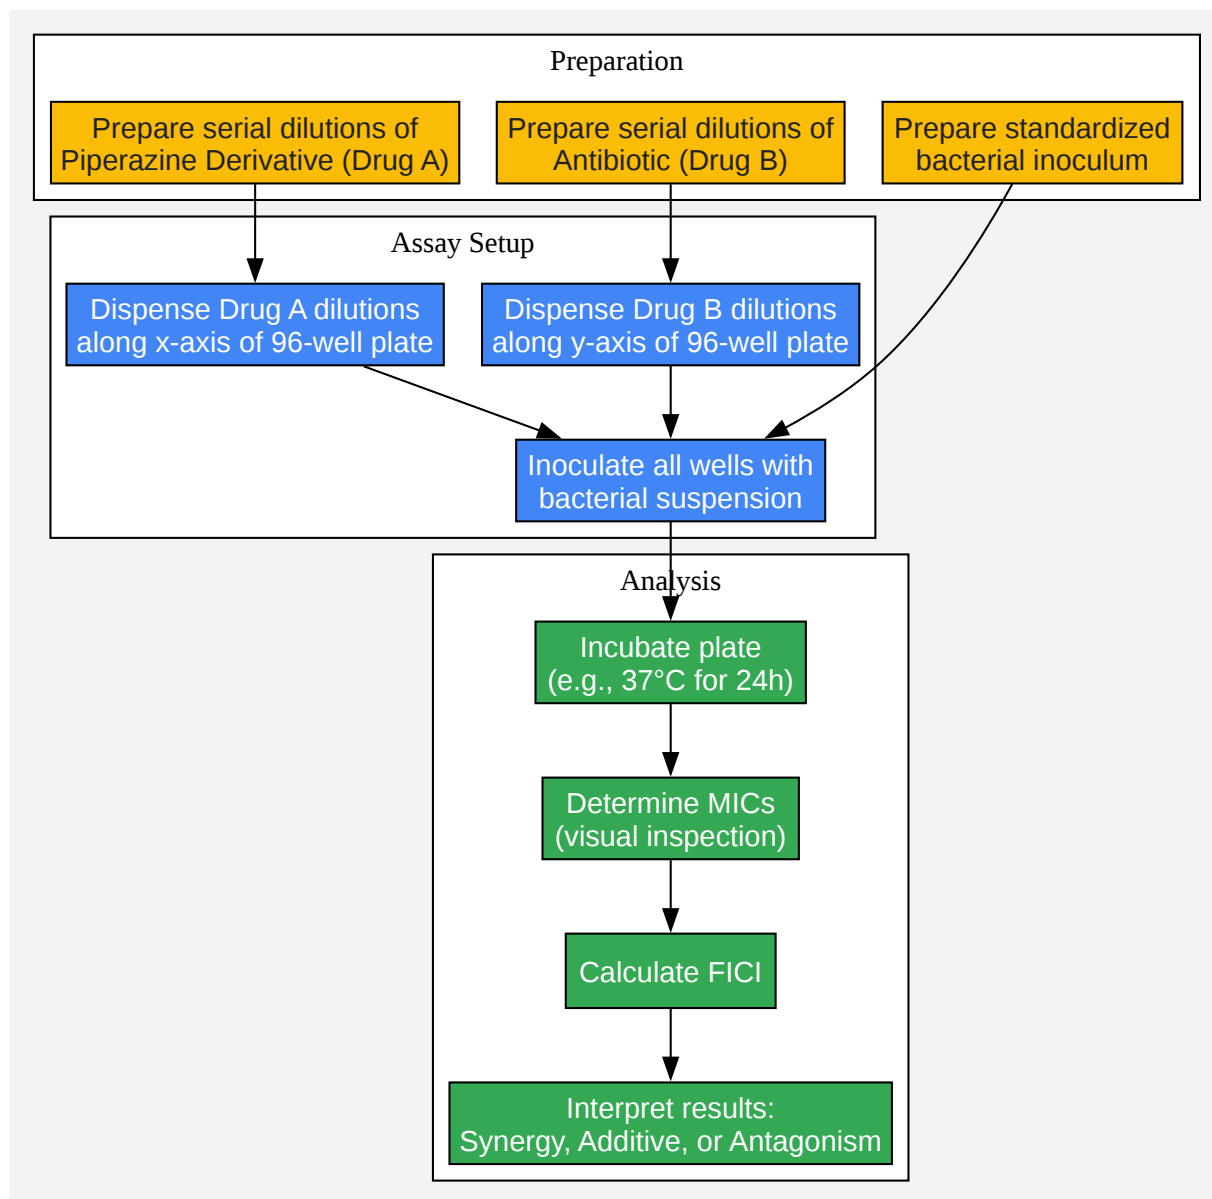 Preparation
Prepare serial dilutions of
Piperazine Derivative (Drug A)
Prepare serial dilutions of
Antibiotic (Drug B)
Prepare standardized
bacterial inoculum
Assay Setup
Dispense Drug A dilutions
along x-axis of 96-well plate
Dispense Drug B dilutions
along y-axis of 96-well plate
Inoculate all wells with
bacterial suspension
Analysis
Incubate plate
(e.g., 37°C for 24h)
Determine MICs
(visual inspection)
Calculate FICI
Interpret results:
Synergy, Additive, or Antagonism